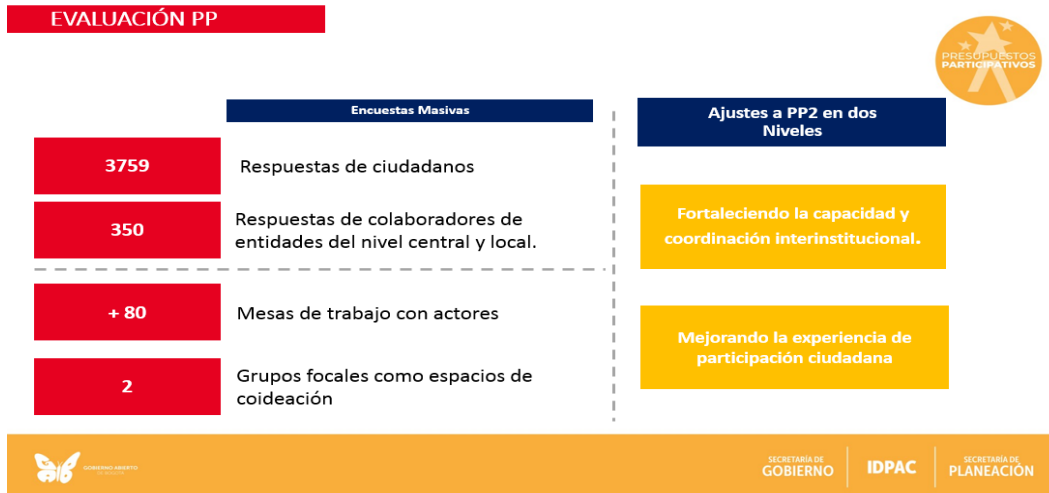 EVALUACIÓN PP
PRESUPUESTOS
PARTICIPATIVOS
Encuestas Masivas
3759
Respuestas de ciudadanos
350
Respuestas de colaboradores de
entidades del nivel central y local.
+ 80
Mesas de trabajo con actores
2
Grupos focales como espacios de
coideación
Ajustes a PP2 en dos
Niveles
Fortaleciendo la capacidad y
coordinación interinstitucional.
Mejorando la experiencia de
participación ciudadana
GOBIERNO ABIERTO
DE BOGOTÁ
SECRETARÍA DE
GOBIERNO
IDPAC
SECRETARÍA DE
PLANEACIÓN